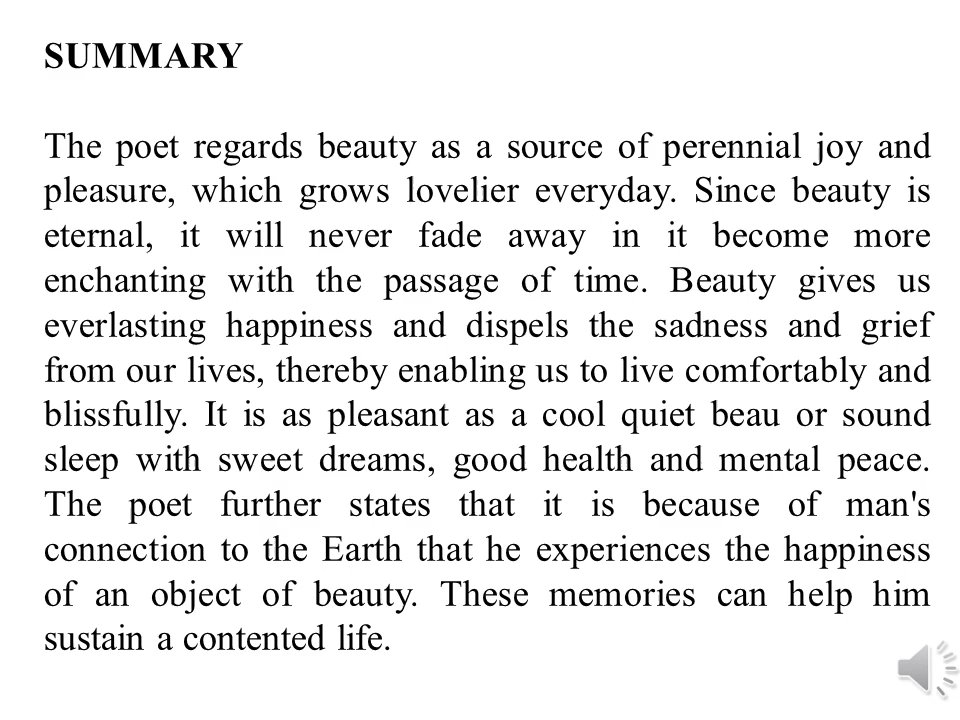 SUMMARY
The poet regards beauty as a source of perennial joy and
pleasure, which grows lovelier everyday. Since beauty is
eternal, it will never fade away in it become more
enchanting with the passage of time. Beauty gives us
everlasting happiness and dispels the sadness and grief
from our lives, thereby enabling us to live comfortably and
blissfully. It is as pleasant as a cool quiet beau or sound
sleep with sweet dreams, good health and mental peace.
The poet further states that it is because of man's
connection to the Earth that he experiences the happiness
of an object of beauty. These memories can help him
sustain a contented life.